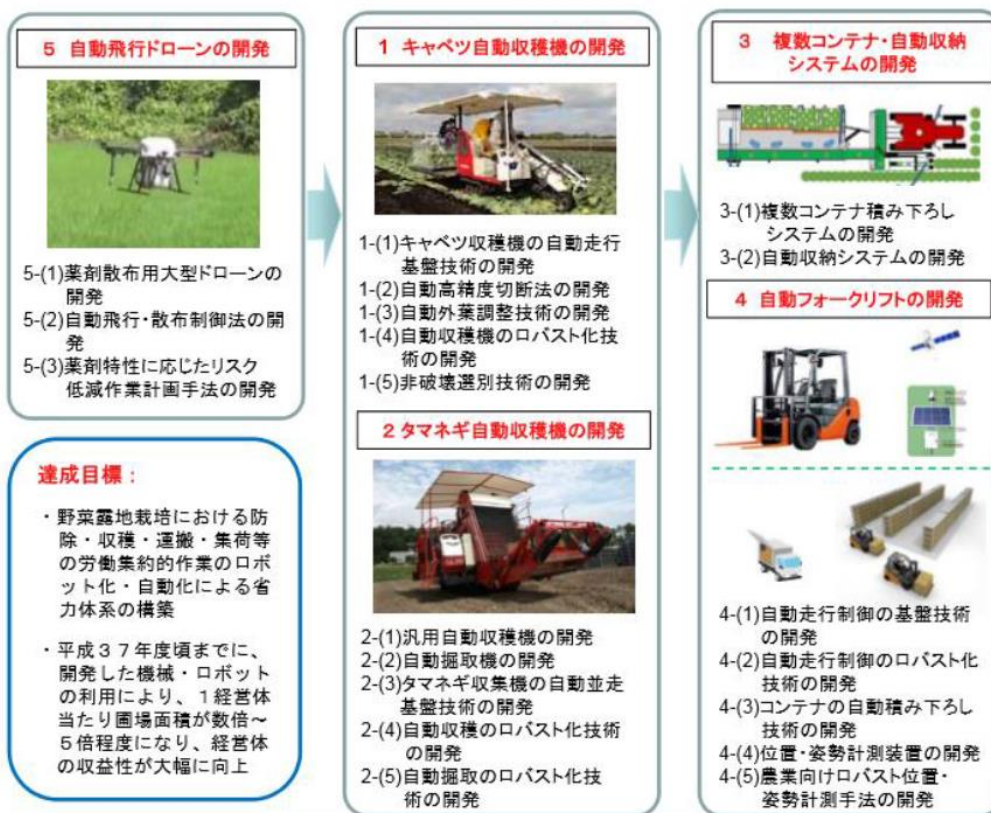 5 自動飛行ドローンの開発
5-(1)薬剤散布用大型ドローンの
開発
5-(2)自動飛行・散布制御法の開
発
5-(3)薬剤特性に応じたリスク
低減作業計画手法の開発
達成目標：
・野菜露地栽培における防
除・収穫・運搬・集荷等
の労働集約的作業のロボ
ット化・自動化による省
力体系の構築
・平成３７年度頃までに、
開発した機械・ロボット
の利用により、１経営体
当たり圃場面積が数倍～
５倍程度になり、経営体
の収益性が大幅に向上
1 キャベツ自動収穫機の開発
1-(1)キャベツ収穫機の自動走行
基盤技術の開発
1-(2)自動高精度切断法の開発
1-(3)自動外葉調整技術の開発
1-(4)自動収穫機のロバスト化技
術の開発
1-(5)非破壊選別技術の開発
2 タマネギ自動収穫機の開発
2-(1)汎用自動収穫機の開発
2-(2)自動掘取機の開発
2-(3)タマネギ収集機の自動並走
基盤技術の開発
2-(4)自動収穫のロバスト化技術
の開発
2-(5)自動掘取のロバスト化技
術の開発
3 複数コンテナ・自動収納
システムの開発
3-(1)複数コンテナ積み下ろし
システムの開発
3-(2)自動収納システムの開発
4 自動フォークリフトの開発
4-(1)自動走行制御の基盤技術
の開発
4-(2)自動走行制御のロバスト化
技術の開発
4-(3)コンテナの自動積み下ろし
技術の開発
4-(4)位置・姿勢計測装置の開発
4-(5)農業向けロバスト位置・
姿勢計測手法の開発